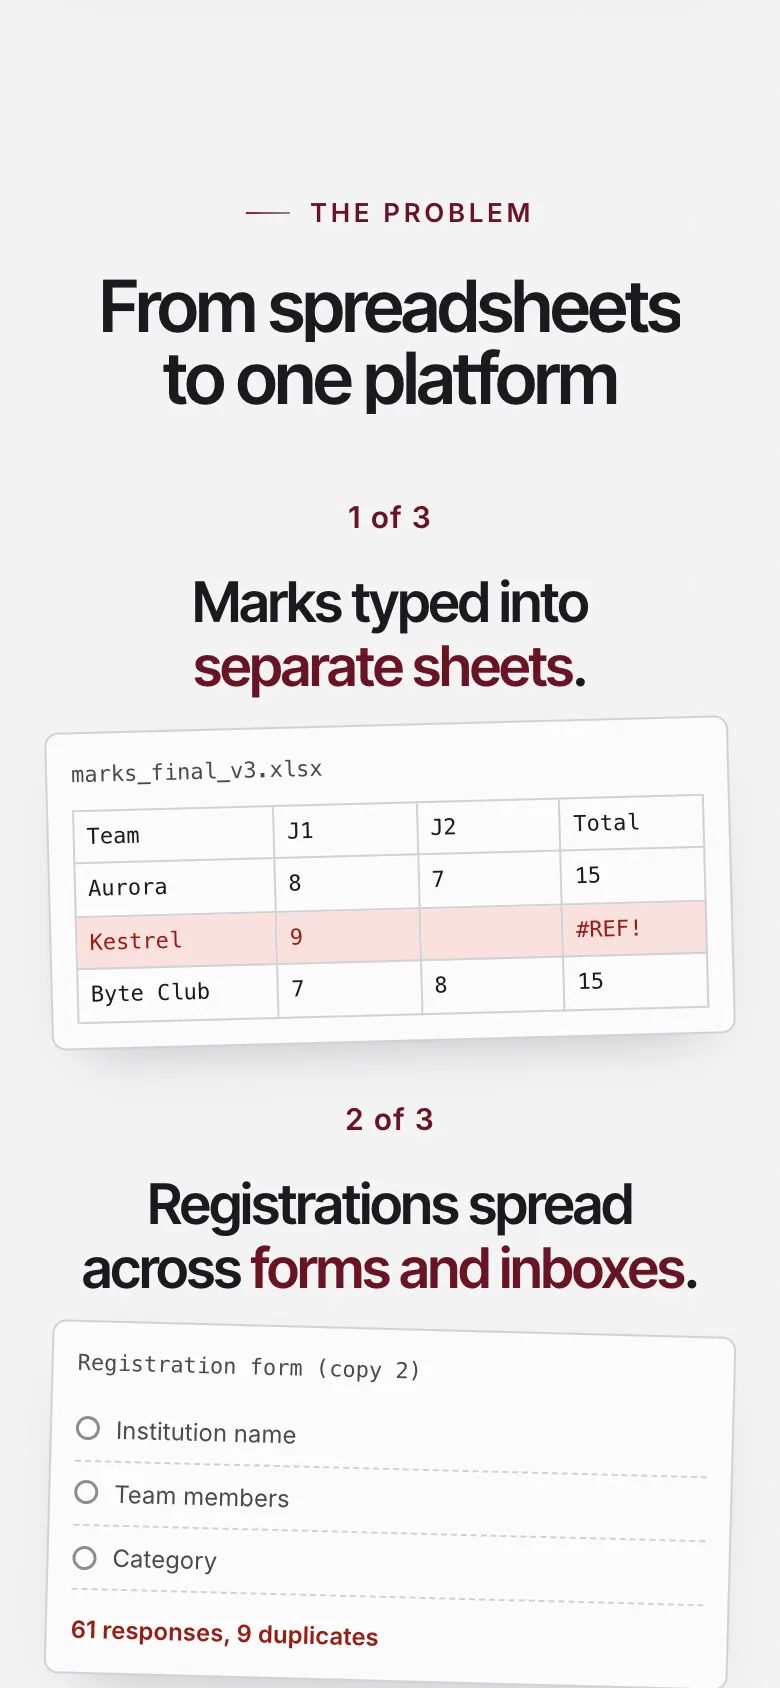 THE PROBLEM
From spreadsheets
to one platform
1 of 3
Marks typed into
separate sheets.
marks_final_v3.xlsx
Team J1 J2 Total
Aurora 8 7 15
Kestrel 9 #REF!
Byte Club 7 8 15
2 of 3
Registrations spread
across forms and inboxes.
Registration form (copy 2)
Institution name
Team members
Category
61 responses, 9 duplicates